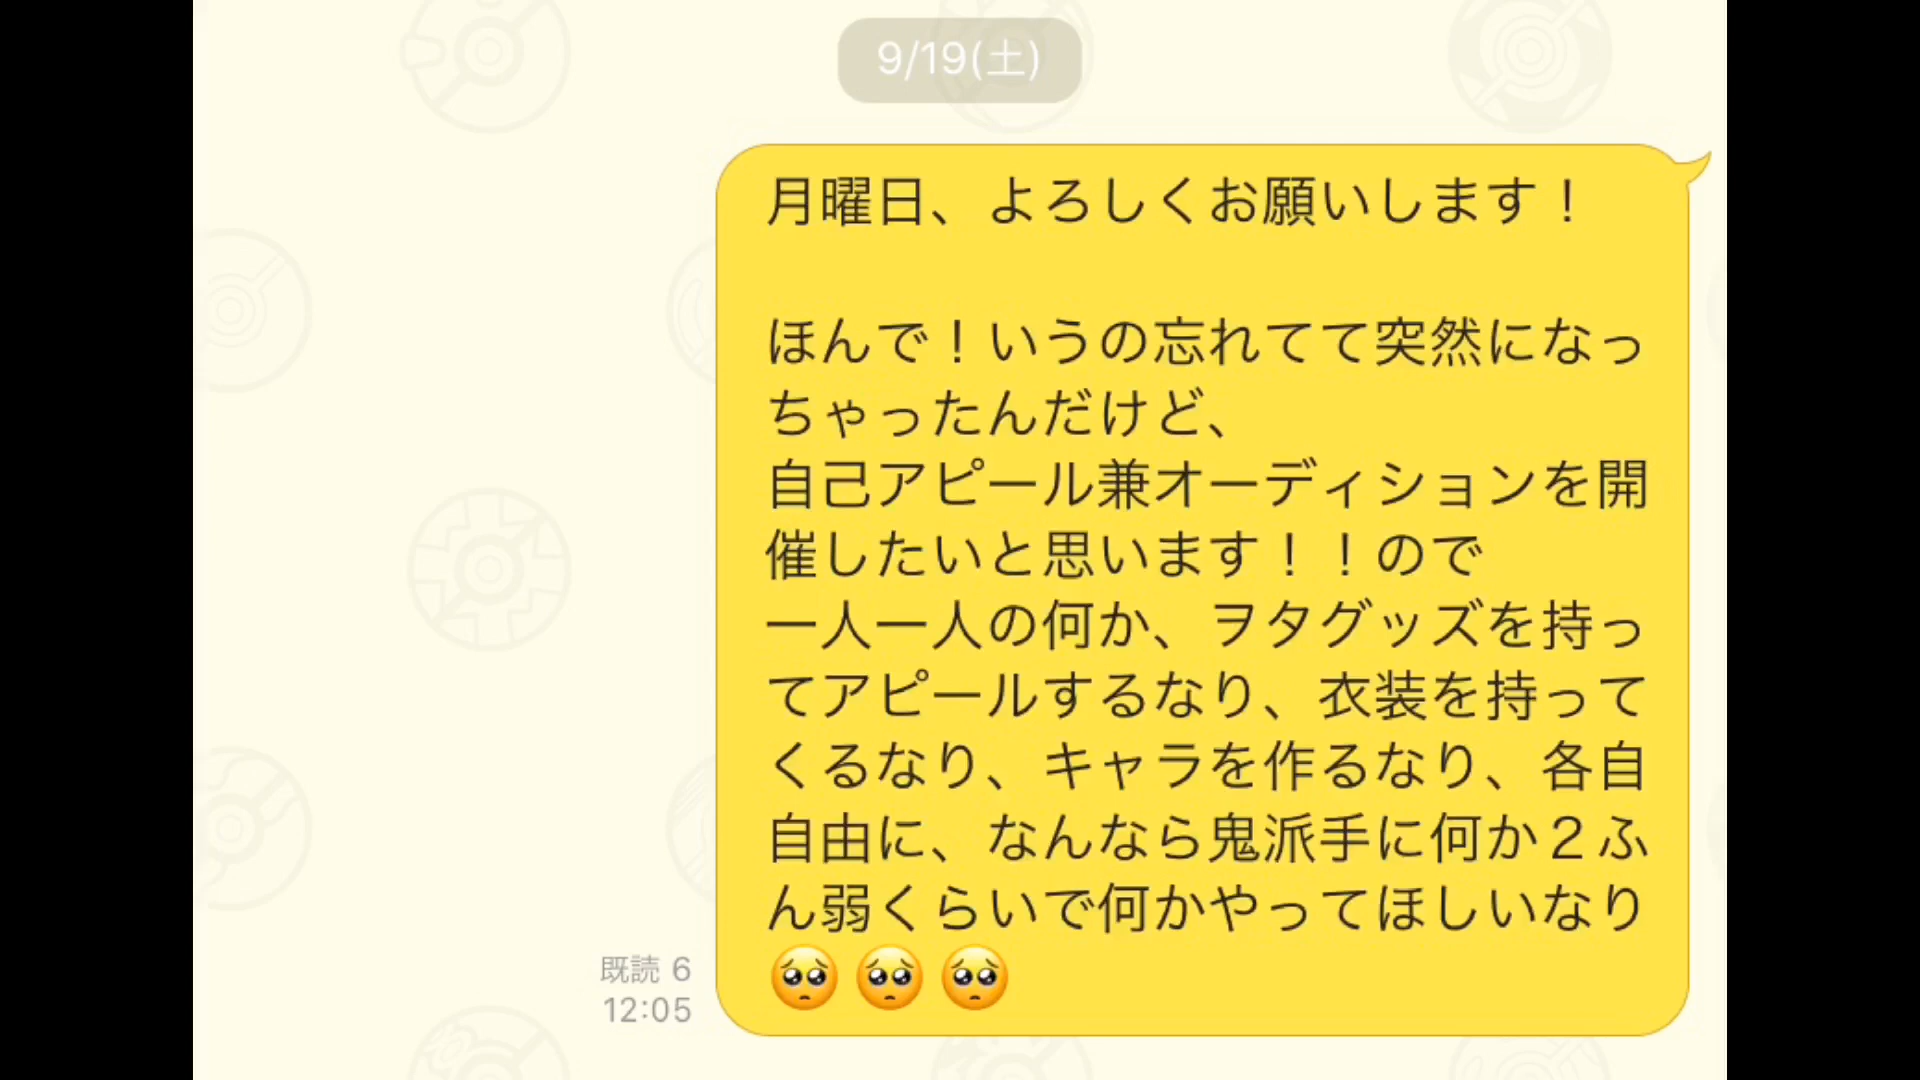 9/19(土)
月曜日、よろしくお願いします！
ほんで！いうの忘れてて突然になっ
ちゃったんだけど、
自己アピール兼オーディションを開
催したいと思います！！ので
一人一人の何か、ヲタグッズを持っ
てアピールするなり、衣装を持って
くるなり、キャラを作るなり、各自
自由に、なんなら鬼派手に何か２ふ
ん弱くらいで何かやってほしいなり
🥺🥺🥺
既読 6
12:05